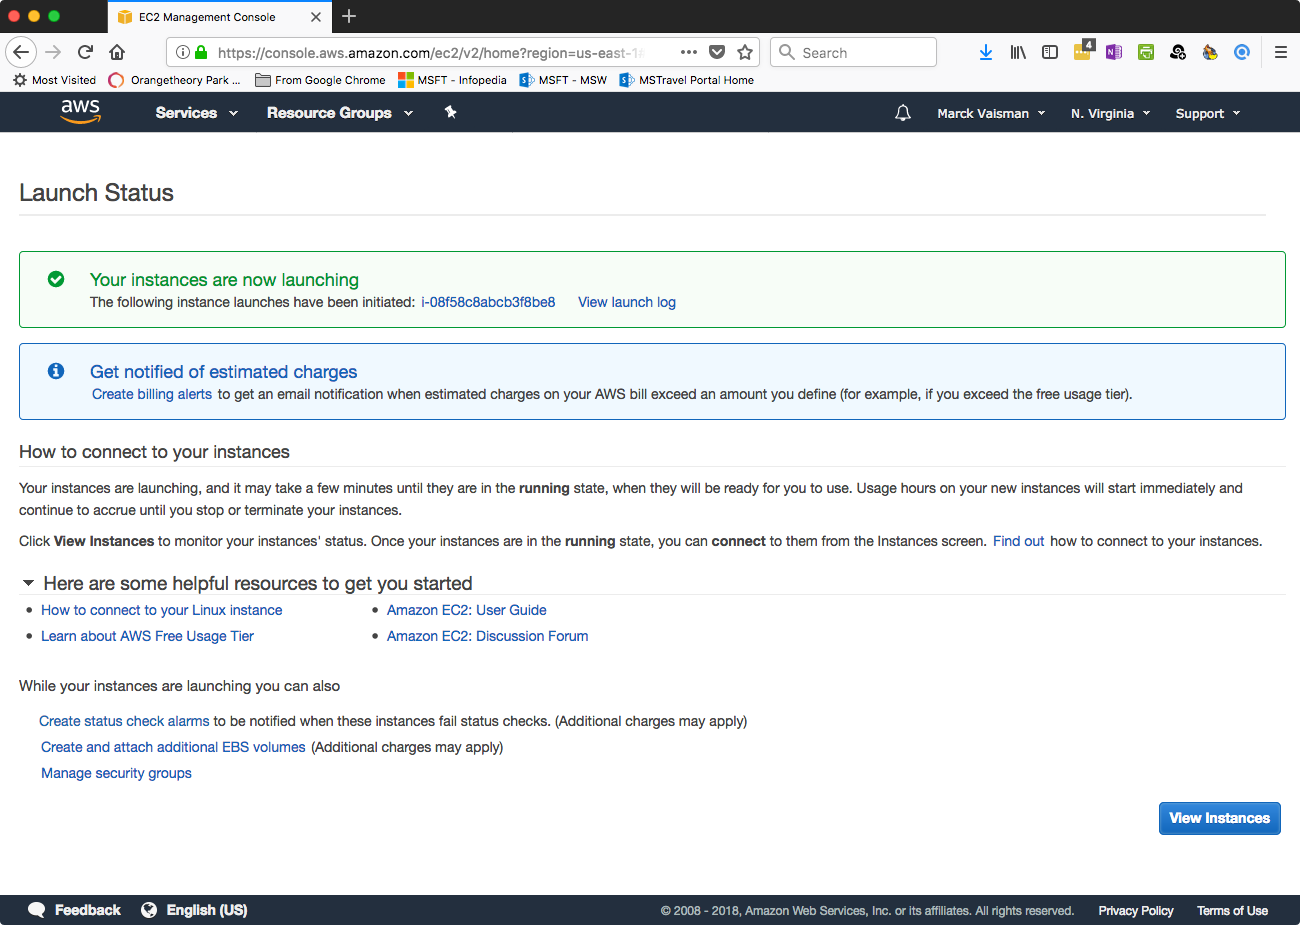 EC2 Management Console
https://console.aws.amazon.com/ec2/v2/home?region=us-east-1
Search
4
Most Visited
Orangetheory Park ...
From Google Chrome
MSFT - Infopedia
MSFT - MSW
MSTravel Portal Home
aws
Services
Resource Groups
Marck Vaisman
N. Virginia
Support
Launch Status
Your instances are now launching
The following instance launches have been initiated: i-08f58c8abcb3f8be8 View launch log
Get notified of estimated charges
Create billing alerts to get an email notification when estimated charges on your AWS bill exceed an amount you define (for example, if you exceed the free usage tier).
How to connect to your instances
Your instances are launching, and it may take a few minutes until they are in the running state, when they will be ready for you to use. Usage hours on your new instances will start immediately and
continue to accrue until you stop or terminate your instances.
Click View Instances to monitor your instances' status. Once your instances are in the running state, you can connect to them from the Instances screen. Find out how to connect to your instances.
Here are some helpful resources to get you started
How to connect to your Linux instance
Amazon EC2: User Guide
Learn about AWS Free Usage Tier
Amazon EC2: Discussion Forum
While your instances are launching you can also
Create status check alarms to be notified when these instances fail status checks. (Additional charges may apply)
Create and attach additional EBS volumes (Additional charges may apply)
Manage security groups
View Instances
Feedback
English (US)
© 2008 - 2018, Amazon Web Services, Inc. or its affiliates. All rights reserved.
Privacy Policy
Terms of Use